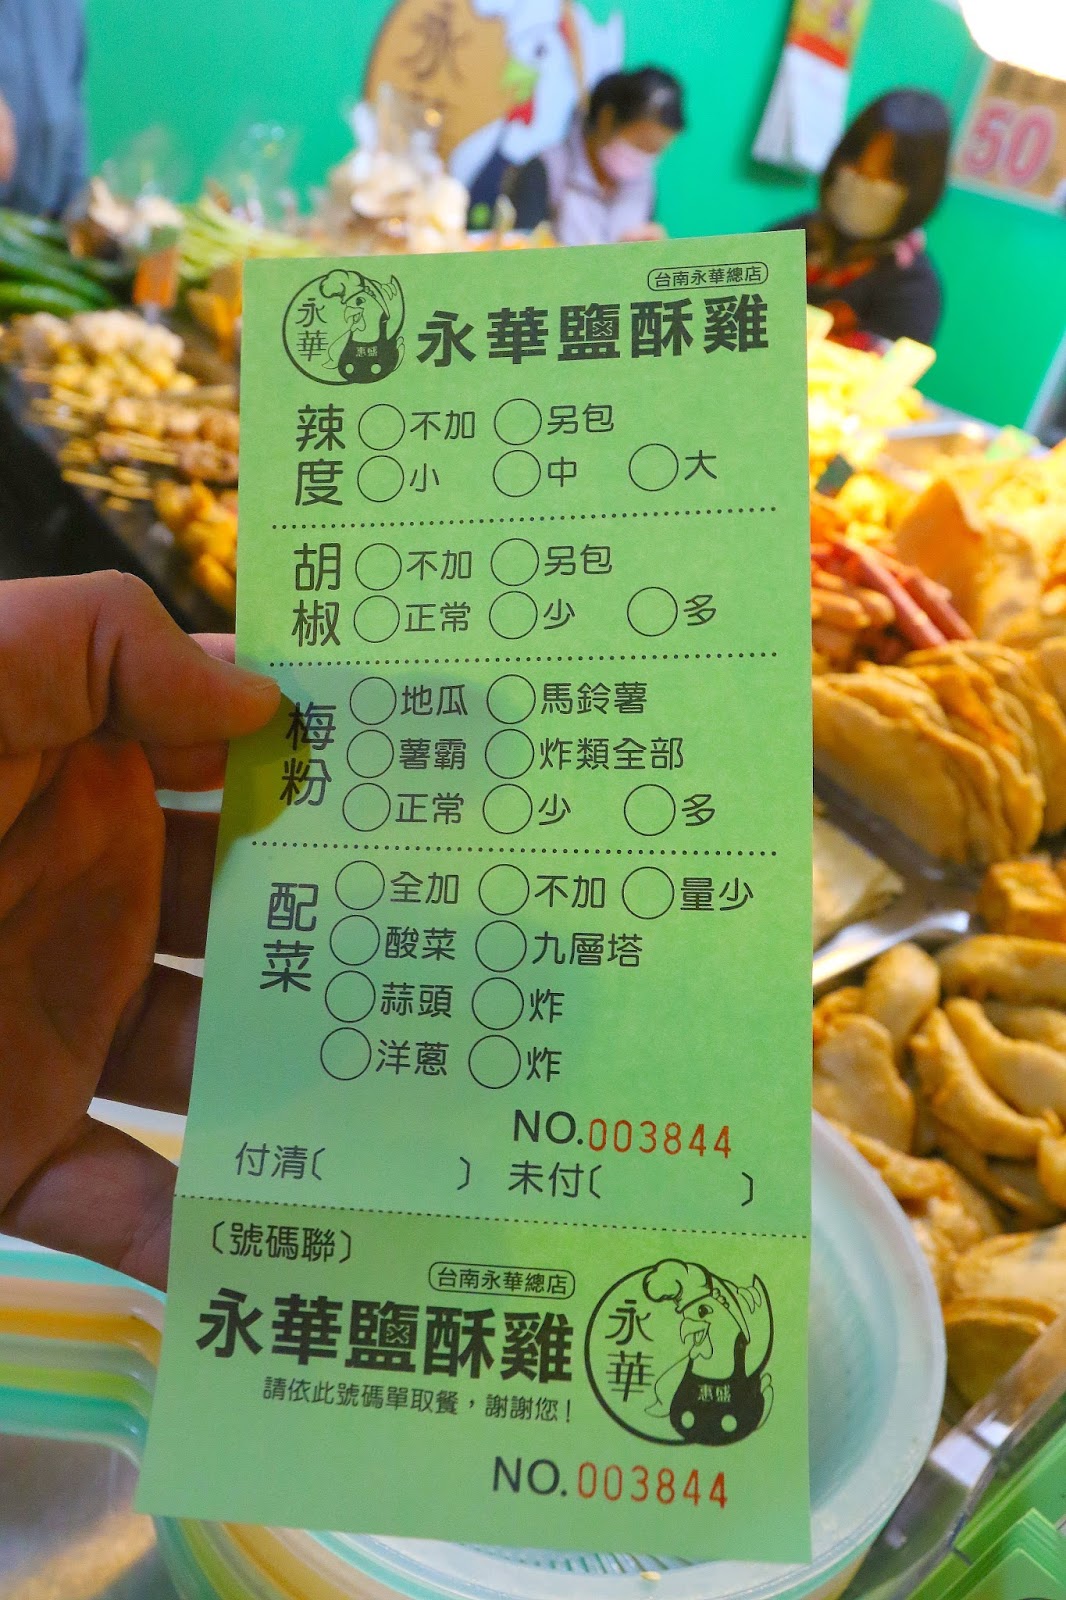 永華
50
永華
惠盛
台南永華總店
永華鹽酥雞
辣度
不加 另包
小 中 大
胡椒
不加 另包
正常 少 多
梅粉
地瓜 馬鈴薯
薯霸 炸類全部
正常 少 多
配菜
全加 不加 量少
酸菜 九層塔
蒜頭 炸
洋蔥 炸
NO.003844
付清( ) 未付( )
(號碼聯)
台南永華總店
永華鹽酥雞
請依此號碼單取餐，謝謝您!
永華
惠盛
NO.003844